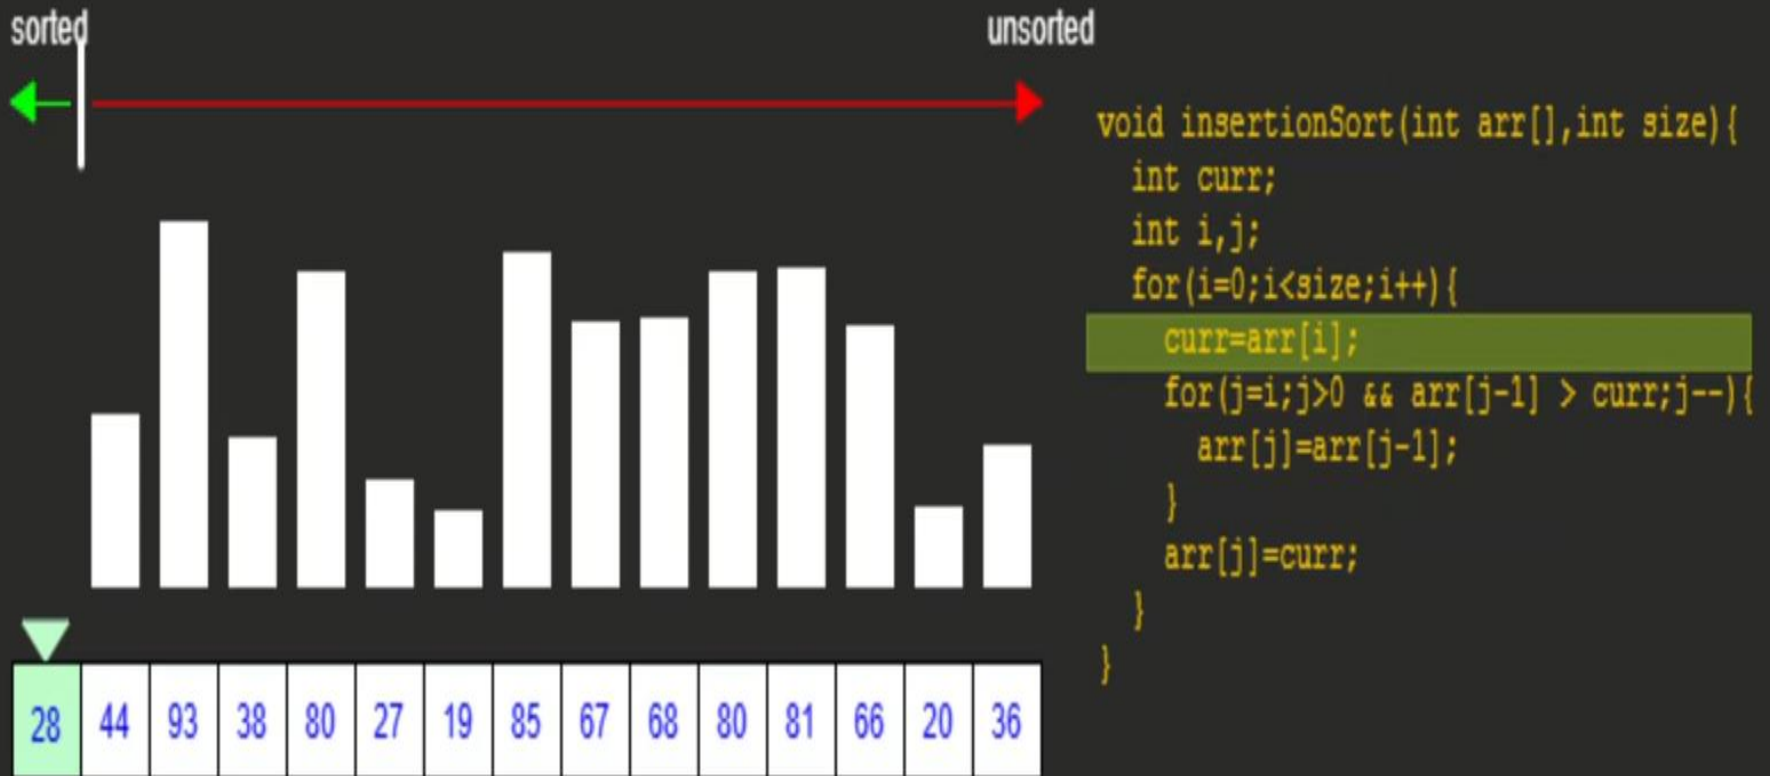 sorted unsorted
void insertionSort(int arr[],int size){
int curr;
int i,j;
for(i=0;i<size;i++){
curr=arr[i];
for(j=i;j>0 && arr[j-1] > curr;j--){
arr[j]=arr[j-1];
}
arr[j]=curr;
}
}
28 44 93 38 80 27 19 85 67 68 80 81 66 20 36